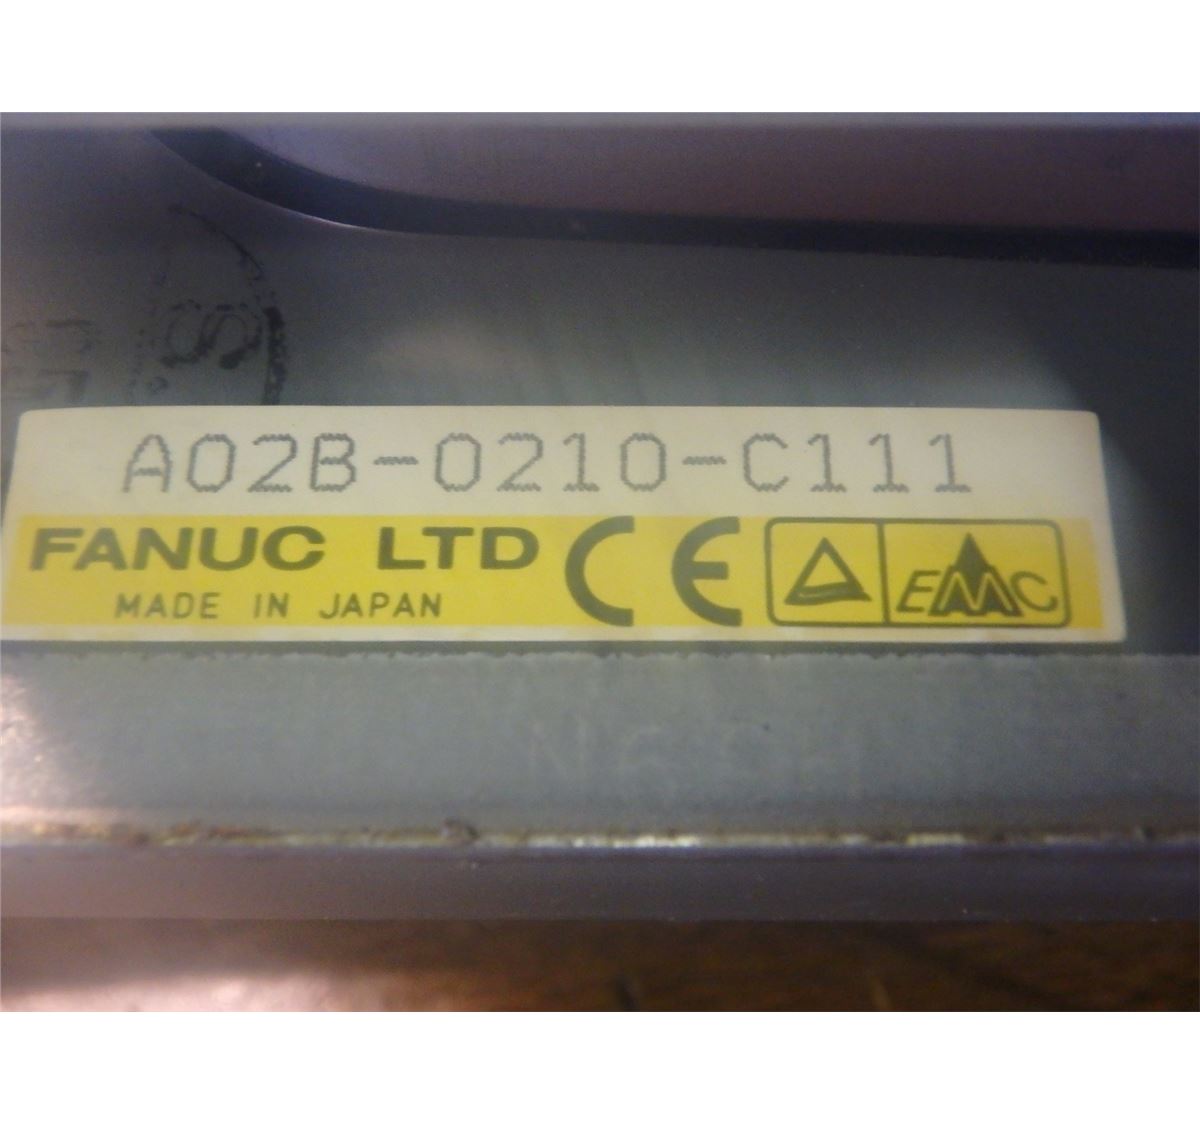 A02B-0210-C111
FANUC LTD CE EMC
MADE IN JAPAN